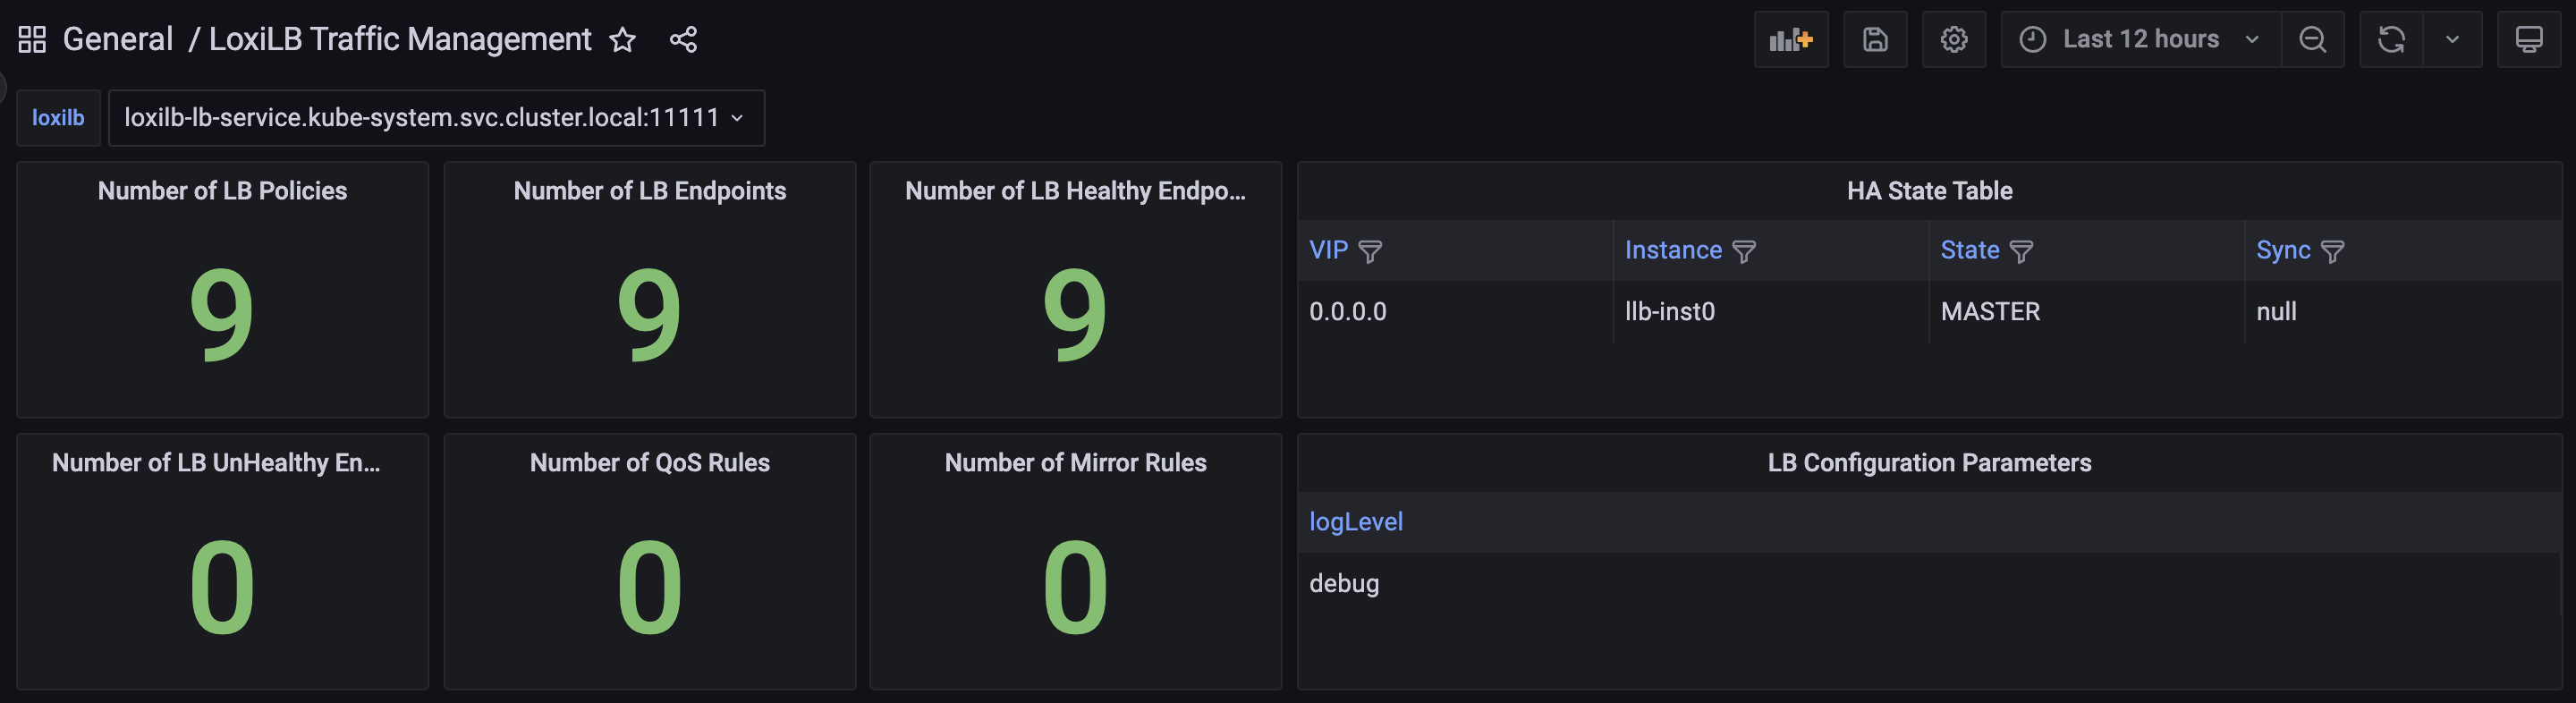 General / LoxiLB Traffic Management
Last 12 hours
loxilb
loxilb-lb-service.kube-system.svc.cluster.local:11111
Number of LB Policies
9
Number of LB Endpoints
9
Number of LB Healthy Endpo...
9
HA State Table
VIP Instance State Sync
0.0.0.0 llb-inst0 MASTER null
Number of LB UnHealthy En...
0
Number of QoS Rules
0
Number of Mirror Rules
0
LB Configuration Parameters
logLevel
debug